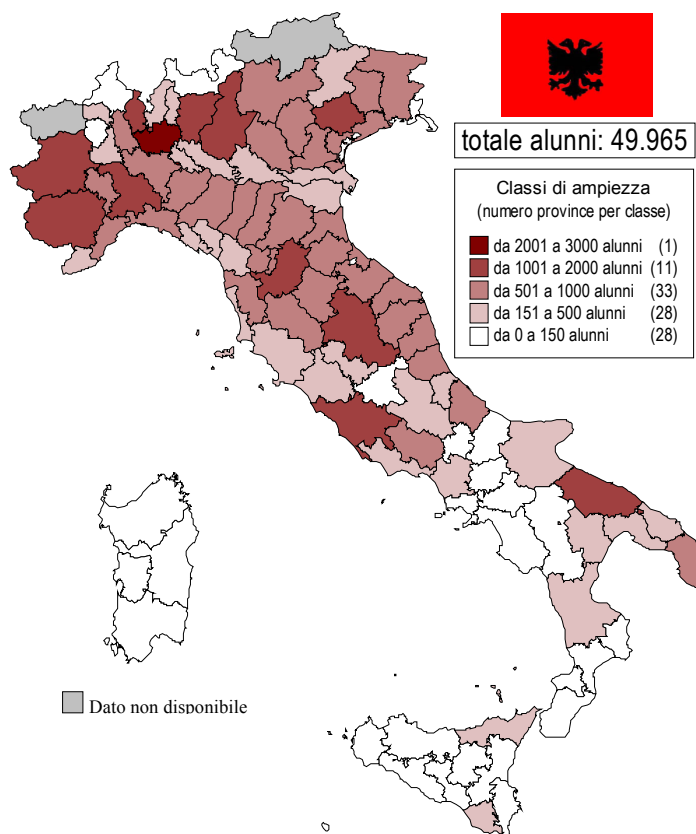 totale alunni: 49.965
Classi di ampiezza
(numero province per classe)
da 2001 a 3000 alunni (1)
da 1001 a 2000 alunni (11)
da 501 a 1000 alunni (33)
da 151 a 500 alunni (28)
da 0 a 150 alunni (28)
Dato non disponibile